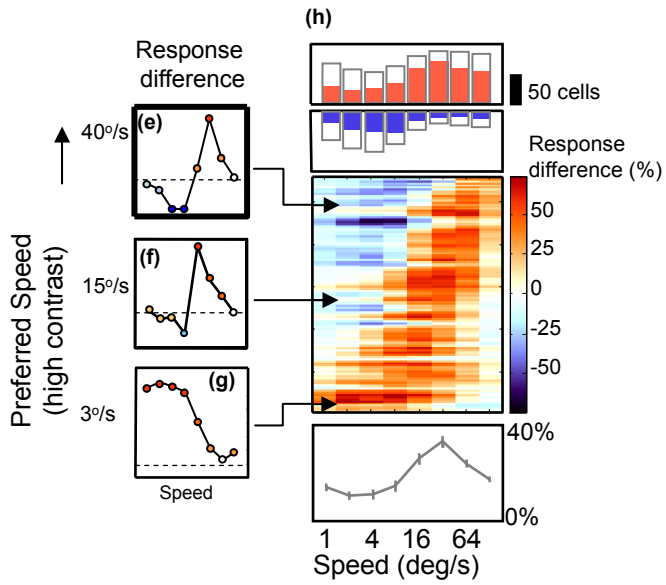 (h)
Response
difference
50 cells
40°/s
(e)
Response
difference (%)
50
25
0
-25
-50
15°/s
(f)
3°/s
(g)
Preferred Speed
(high contrast)
Speed
40%
0%
1 4 16 64
Speed (deg/s)